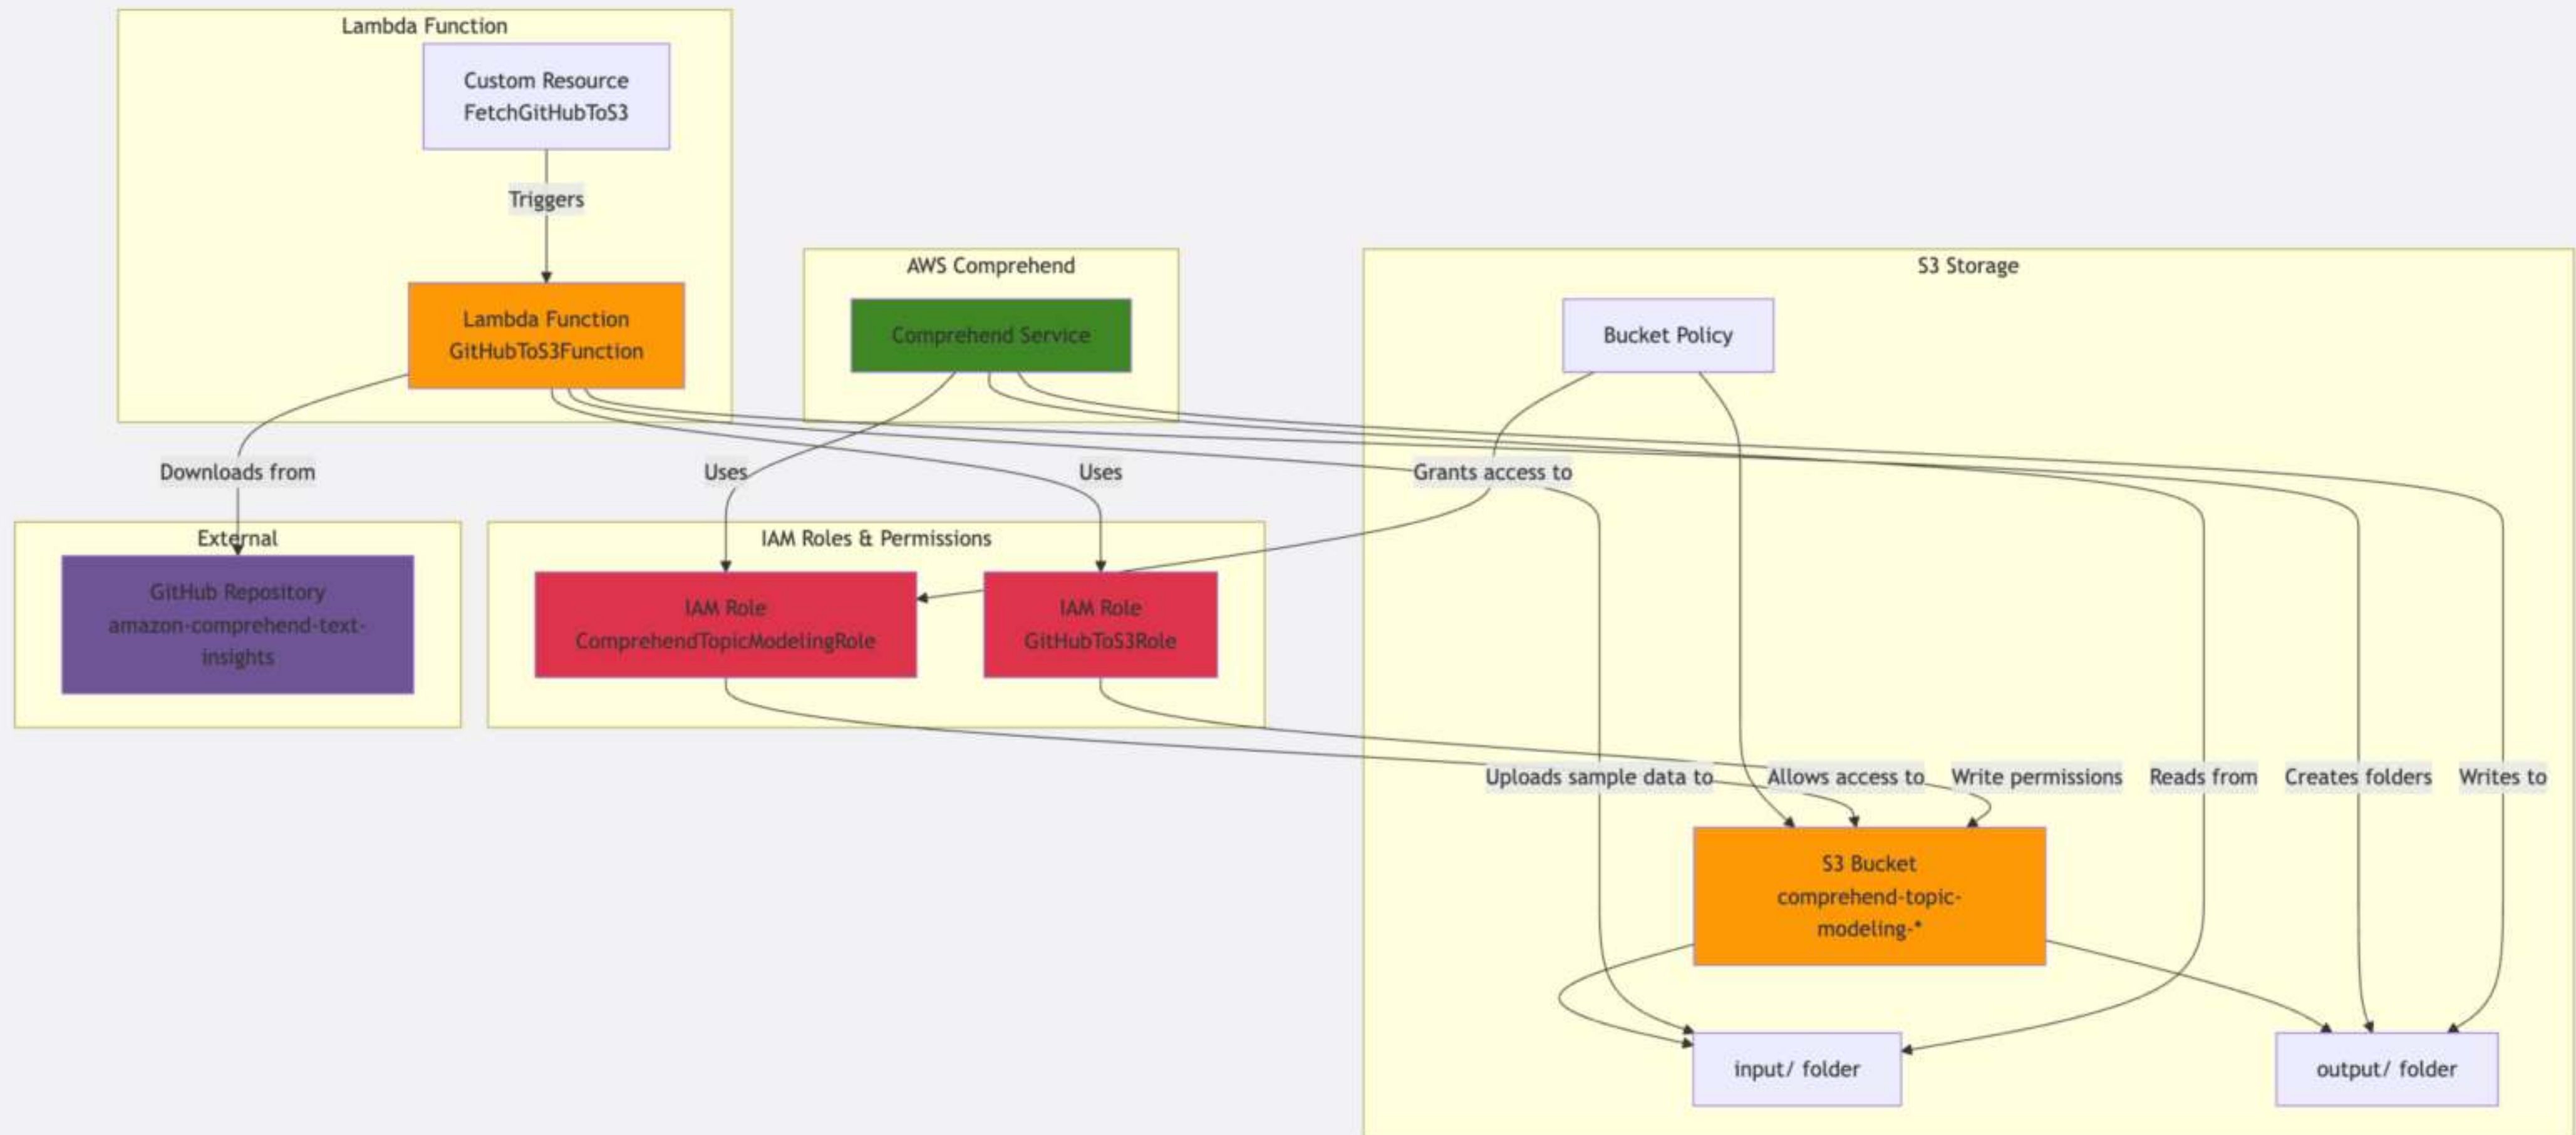 Lambda Function
Custom Resource
FetchGitHubToS3
Triggers
Lambda Function
GitHubToS3Function
AWS Comprehend
Comprehend Service
S3 Storage
Bucket Policy
Downloads from
Uses
Uses
Grants access to
External
GitHub Repository
amazon-comprehend-text-
insights
IAM Roles & Permissions
IAM Role
ComprehendTopicModelingRole
IAM Role
GitHubToS3Role
Uploads sample data to
Allows access to
Write permissions
Reads from
Creates folders
Writes to
S3 Bucket
comprehend-topic-
modeling-*
input/ folder
output/ folder